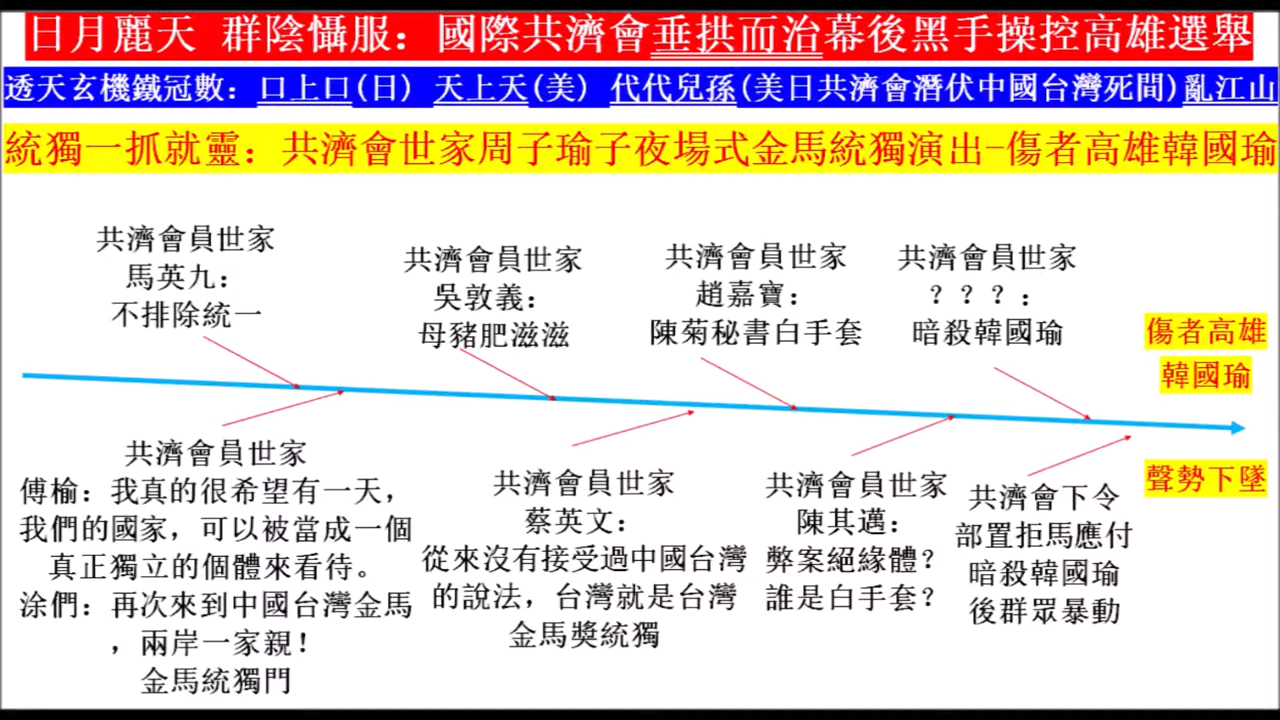 日月麗天 群陰懾服：國際共濟會垂拱而治幕後黑手操控高雄選舉
透天玄機鐵冠數：口上口(日) 天上天(美) 代代兒孫(美日共濟會潛伏中國台灣死間)亂江山
統獨一抓就靈：共濟會世家周子瑜子夜場式金馬統獨演出-傷者高雄韓國瑜
共濟會員世家
馬英九：
不排除統一
共濟會員世家
吳敦義：
母豬肥滋滋
共濟會員世家
趙嘉寶：
陳菊秘書白手套
共濟會員世家
？？？：
暗殺韓國瑜
傷者高雄
韓國瑜
共濟會員世家
傅榆：我真的很希望有一天，
我們的國家，可以被當成一個
真正獨立的個體來看待。
涂們：再次來到中國台灣金馬
，兩岸一家親！
金馬統獨門
共濟會員世家
蔡英文：
從來沒有接受過中國台灣
的說法，台灣就是台灣
金馬獎統獨
共濟會員世家
陳其邁：
弊案絕緣體？
誰是白手套？
共濟會下令
部置拒馬應付
暗殺韓國瑜
後群眾暴動
聲勢下墜